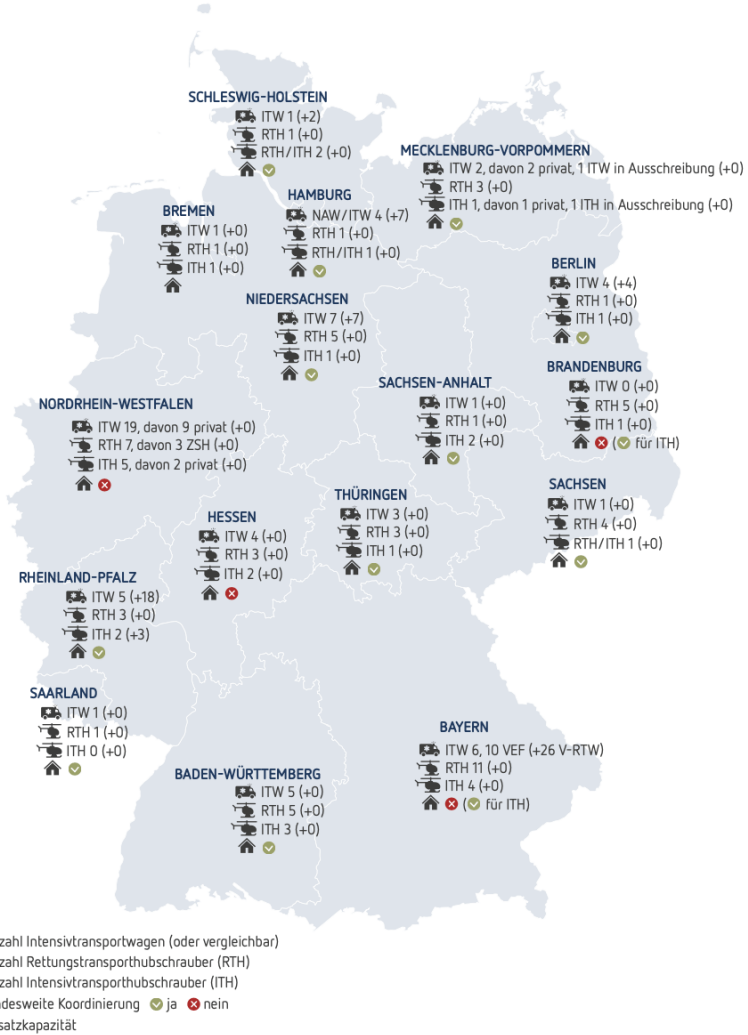 SCHLESWIG-HOLSTEIN
ITW 1 (+2)
RTH 1 (+0)
RTH/ITH 2 (+0)
MECKLENBURG-VORPOMMERN
ITW 2, davon 2 privat, 1 ITW in Ausschreibung (+0)
RTH 3 (+0)
ITH 1, davon 1 privat, 1 ITH in Ausschreibung (+0)
HAMBURG
NAW/ITW 4 (+7)
RTH 1 (+0)
RTH/ITH 1 (+0)
BREMEN
ITW 1 (+0)
RTH 1 (+0)
ITH 1 (+0)
BERLIN
ITW 4 (+4)
RTH 1 (+0)
ITH 1 (+0)
NIEDERSACHSEN
ITW 7 (+7)
RTH 5 (+0)
ITH 1 (+0)
BRANDENBURG
ITW 0 (+0)
RTH 5 (+0)
ITH 1 (+0)
( für ITH)
SACHSEN-ANHALT
ITW 1 (+0)
RTH 1 (+0)
ITH 2 (+0)
NORDRHEIN-WESTFALEN
ITW 19, davon 9 privat (+0)
RTH 7, davon 3 ZSH (+0)
ITH 5, davon 2 privat (+0)
SACHSEN
ITW 1 (+0)
RTH 4 (+0)
RTH/ITH 1 (+0)
THÜRINGEN
ITW 3 (+0)
RTH 3 (+0)
ITH 1 (+0)
HESSEN
ITW 4 (+0)
RTH 3 (+0)
ITH 2 (+0)
RHEINLAND-PFALZ
ITW 5 (+18)
RTH 3 (+0)
ITH 2 (+3)
SAARLAND
ITW 1 (+0)
RTH 1 (+0)
ITH 0 (+0)
BAYERN
ITW 6, 10 VEF (+26 V-RTW)
RTH 11 (+0)
ITH 4 (+0)
( für ITH)
BADEN-WÜRTTEMBERG
ITW 5 (+0)
RTH 5 (+0)
ITH 3 (+0)
zahl Intensivtransportwagen (oder vergleichbar)
zahl Rettungstransporthubschrauber (RTH)
zahl Intensivtransporthubschrauber (ITH)
ndesweite Koordinierung ja nein
satzkapazität